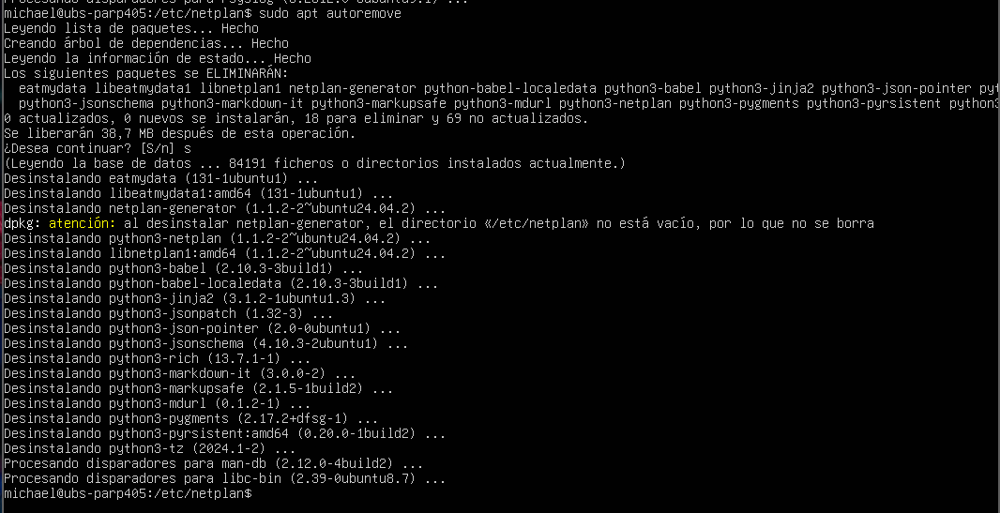 michael@ubs-parp405:/etc/netplan$ sudo apt autoremove
Leyendo lista de paquetes... Hecho
Creando árbol de dependencias... Hecho
Leyendo la información de estado... Hecho
Los siguientes paquetes se ELIMINARÁN:
  eatmydata libeatmydata1 libnetplan1 netplan-generator python-babel-localedata python3-babel python3-jinja2 python3-json-pointer pyt
  python3-jsonschema python3-markdown-it python3-markupsafe python3-mdurl python3-netplan python3-pygments python3-pyrsistent python3
0 actualizados, 0 nuevos se instalarán, 18 para eliminar y 69 no actualizados.
Se liberarán 38,7 MB después de esta operación.
¿Desea continuar? [S/n] s
(Leyendo la base de datos ... 84191 ficheros o directorios instalados actualmente.)
Desinstalando eatmydata (131-1ubuntu1) ...
Desinstalando libeatmydata1:amd64 (131-1ubuntu1) ...
Desinstalando netplan-generator (1.1.2-2~ubuntu24.04.2) ...
dpkg: atención: al desinstalar netplan-generator, el directorio «/etc/netplan» no está vacío, por lo que no se borra
Desinstalando python3-netplan (1.1.2-2~ubuntu24.04.2) ...
Desinstalando libnetplan1:amd64 (1.1.2-2~ubuntu24.04.2) ...
Desinstalando python3-babel (2.10.3-3build1) ...
Desinstalando python-babel-localedata (2.10.3-3build1) ...
Desinstalando python3-jinja2 (3.1.2-1ubuntu1.3) ...
Desinstalando python3-jsonpatch (1.32-3) ...
Desinstalando python3-json-pointer (2.0-0ubuntu1) ...
Desinstalando python3-jsonschema (4.10.3-2ubuntu1) ...
Desinstalando python3-rich (13.7.1-1) ...
Desinstalando python3-markdown-it (3.0.0-2) ...
Desinstalando python3-markupsafe (2.1.5-1build2) ...
Desinstalando python3-mdurl (0.1.2-1) ...
Desinstalando python3-pygments (2.17.2+dfsg-1) ...
Desinstalando python3-pyrsistent:amd64 (0.20.0-1build2) ...
Desinstalando python3-tz (2024.1-2) ...
Procesando disparadores para man-db (2.12.0-4build2) ...
Procesando disparadores para libc-bin (2.39-0ubuntu8.7) ...
michael@ubs-parp405:/etc/netplan$